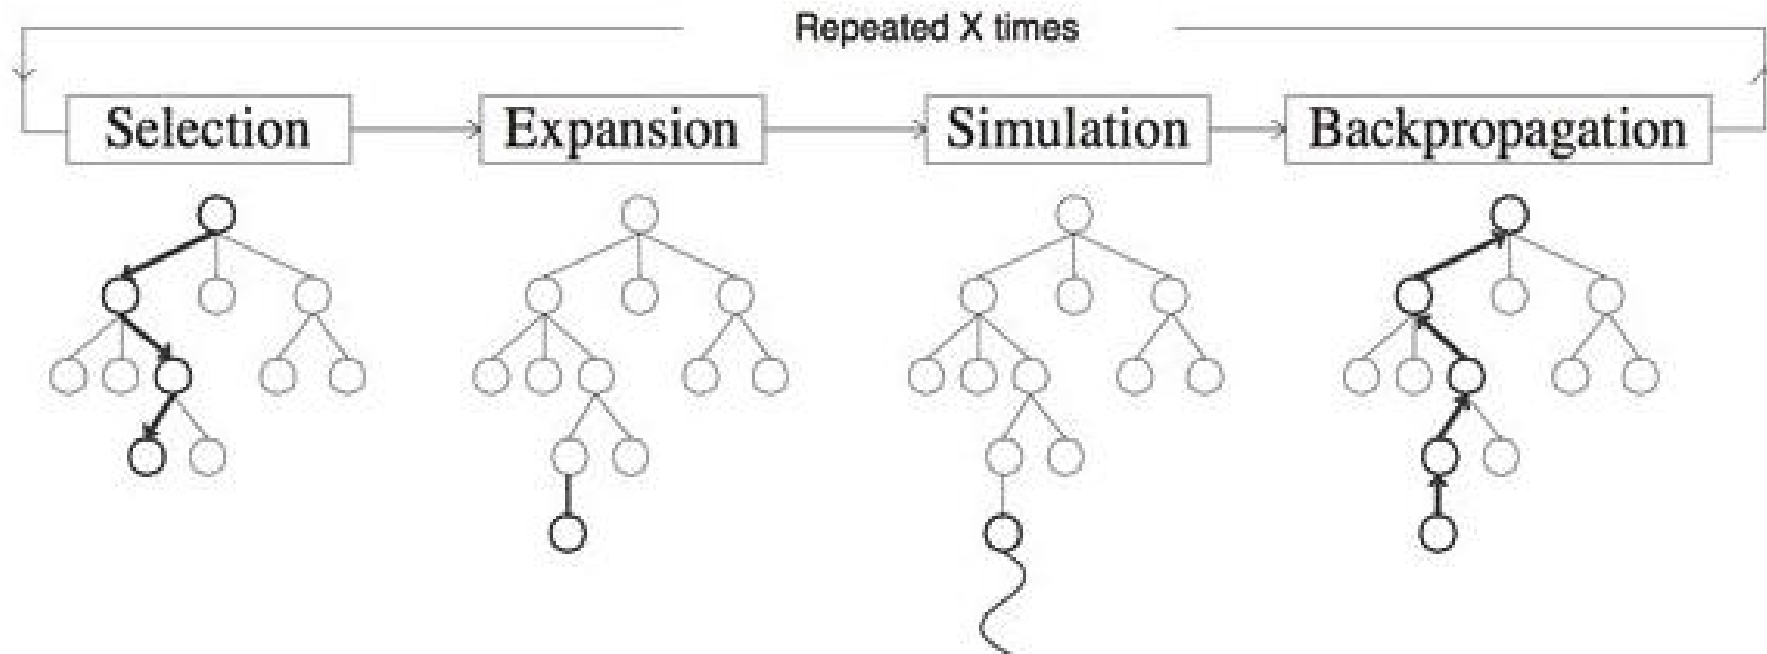 Repeated X times
Selection
Expansion
Simulation
Backpropagation